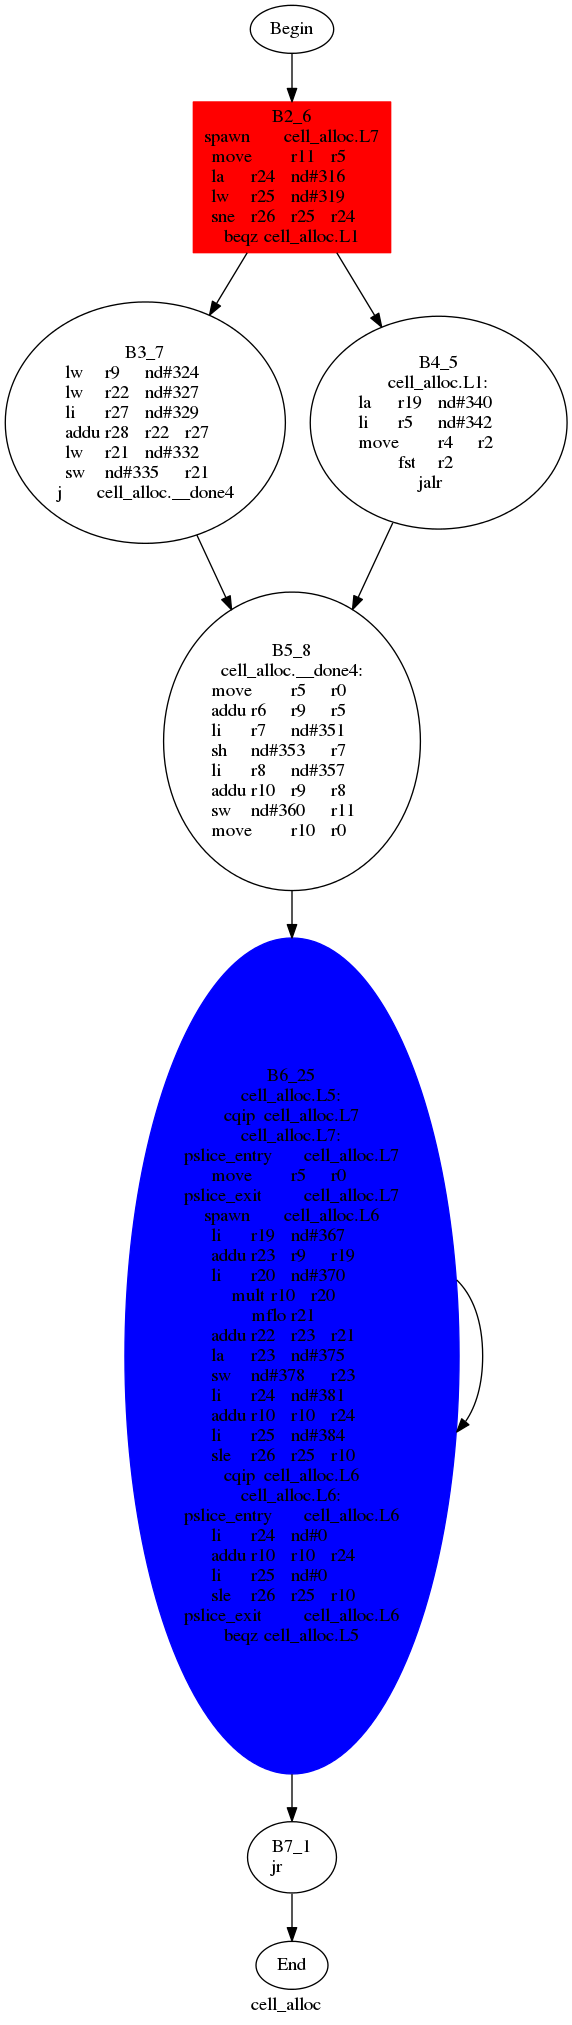 Begin
B2_6
spawn cell_alloc.L7
move r11 r5
la r24 nd#316
lw r25 nd#319
sne r26 r25 r24
beqz cell_alloc.L1
B3_7
lw r9 nd#324
lw r22 nd#327
li r27 nd#329
addu r28 r22 r27
lw r21 nd#332
sw nd#335 r21
j cell_alloc.__done4
B4_5
cell_alloc.L1:
la r19 nd#340
li r5 nd#342
move r4 r2
fst r2
jalr
B5_8
cell_alloc.__done4:
move r5 r0
addu r6 r9 r5
li r7 nd#351
sh nd#353 r7
li r8 nd#357
addu r10 r9 r8
sw nd#360 r11
move r10 r0
B6_25
cell_alloc.L5:
cqip cell_alloc.L7
cell_alloc.L7:
pslice_entry cell_alloc.L7
move r5 r0
pslice_exit cell_alloc.L7
spawn cell_alloc.L6
li r19 nd#367
addu r23 r9 r19
li r20 nd#370
mult r10 r20
mflo r21
addu r22 r23 r21
la r23 nd#375
sw nd#378 r23
li r24 nd#381
addu r10 r10 r24
li r25 nd#384
sle r26 r25 r10
cqip cell_alloc.L6
cell_alloc.L6:
pslice_entry cell_alloc.L6
li r24 nd#0
addu r10 r10 r24
li r25 nd#0
sle r26 r25 r10
pslice_exit cell_alloc.L6
beqz cell_alloc.L5
B7_1
jr
End
cell_alloc